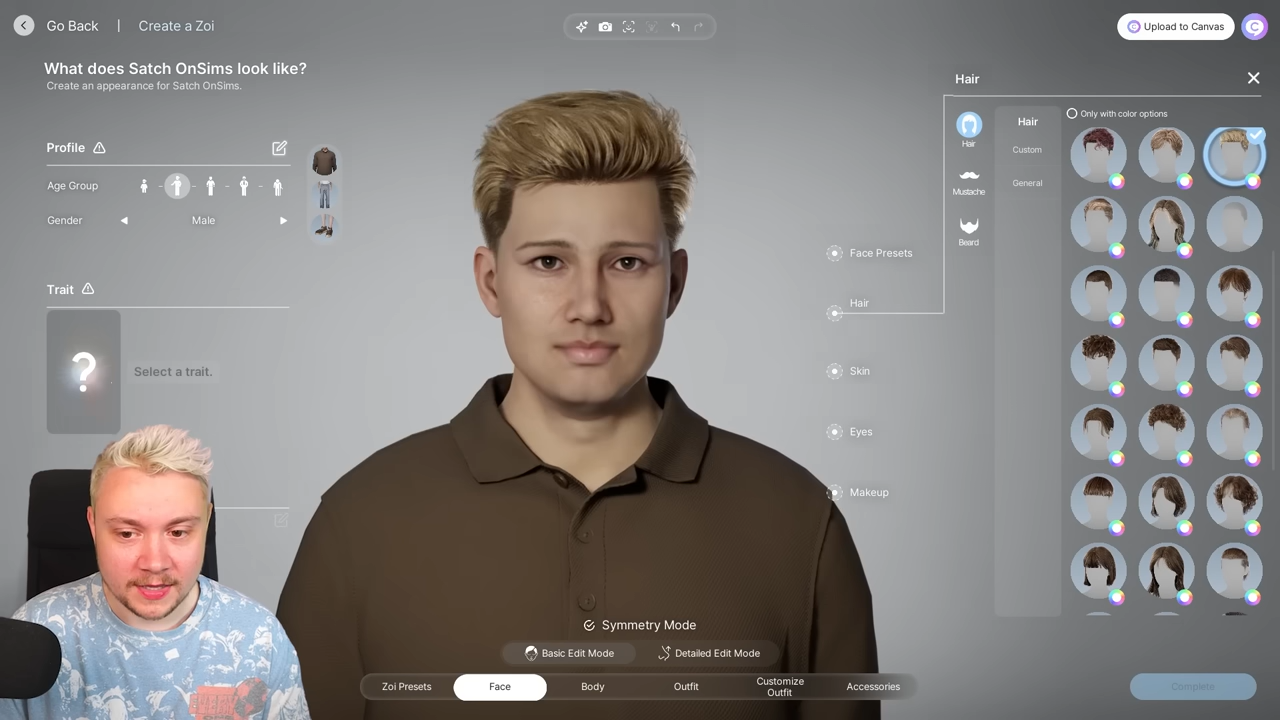 Go Back | Create a Zoi
Upload to Canvas
What does Satch OnSims look like?
Create an appearance for Satch OnSims.
Profile
Age Group
Gender
Male
Trait
?
Select a trait.
Face Presets
Hair
Skin
Eyes
Makeup
Hair
Hair
Mustache
Beard
Hair
Custom
General
Only with color options
Symmetry Mode
Basic Edit Mode
Detailed Edit Mode
Zoi Presets
Face
Body
Outfit
Customize
Outfit
Accessories
Complete